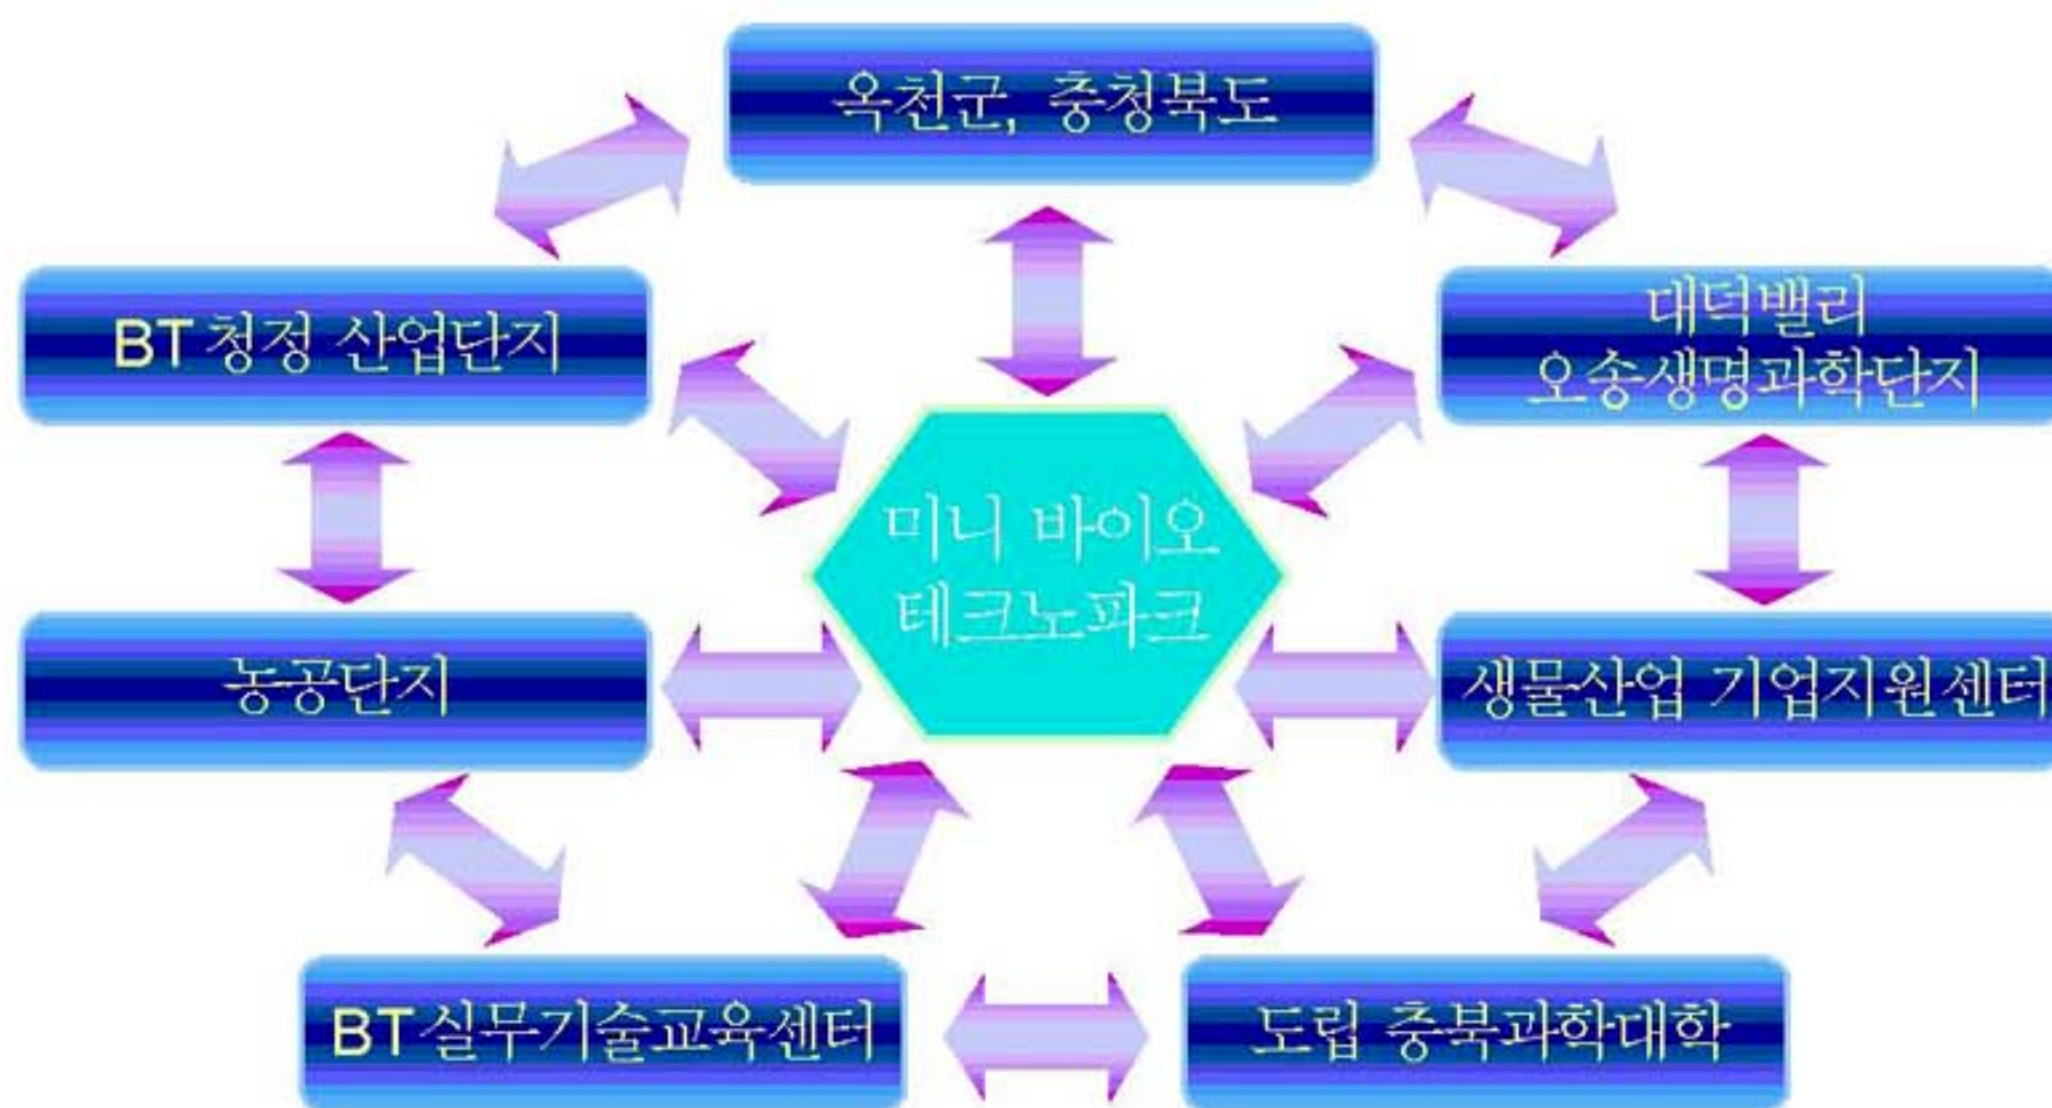 옥천군, 충청북도
BT 청정 산업단지
대덕밸리
오송생명과학단지
미니 바이오
테크노파크
농공단지
생물산업 기업지원센터
BT 실무기술교육센터
도립 충북과학대학